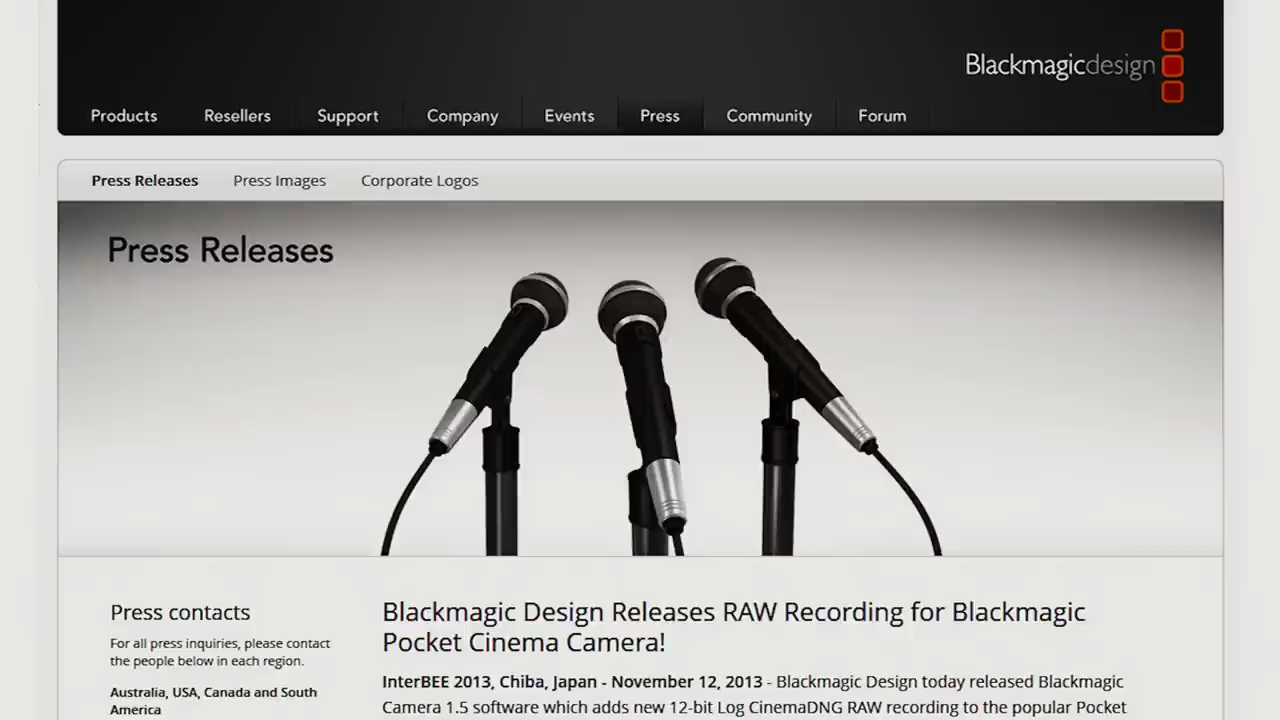 Blackmagicdesign
Products Resellers Support Company Events Press Community Forum
Press Releases Press Images Corporate Logos
Press Releases
Press contacts
For all press inquiries, please contact
the people below in each region.
Australia, USA, Canada and South
America
Blackmagic Design Releases RAW Recording for Blackmagic
Pocket Cinema Camera!
InterBEE 2013, Chiba, Japan - November 12, 2013 - Blackmagic Design today released Blackmagic
Camera 1.5 software which adds new 12-bit Log CinemaDNG RAW recording to the popular Pocket